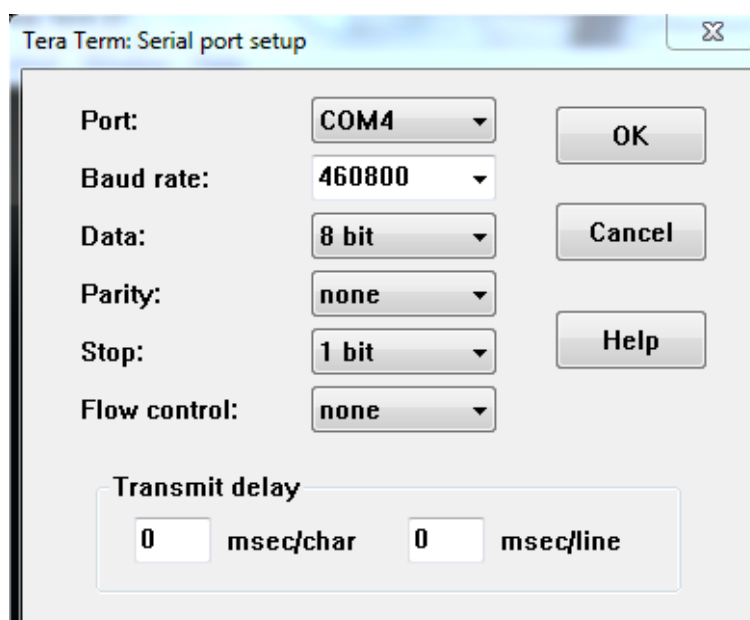 Tera Term: Serial port setup
Port: COM4 OK
Baud rate: 460800
Data: 8 bit Cancel
Parity: none
Stop: 1 bit Help
Flow control: none
Transmit delay
0 msec/char 0 msec/line